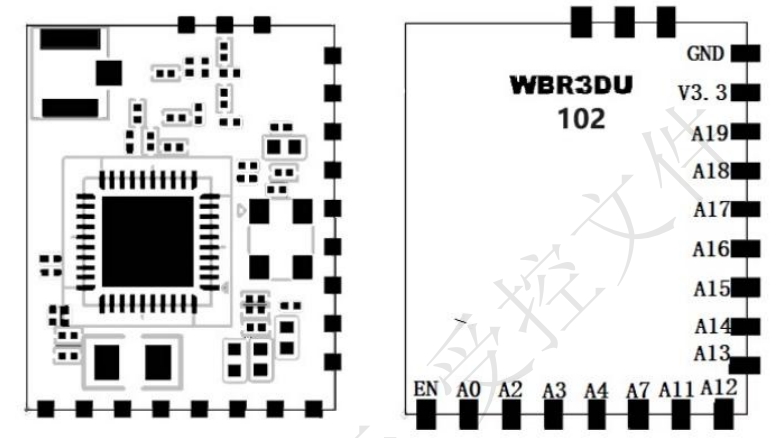 WBR3DU
102
GND
V3.3
A19
A18
A17
A16
A15
A14
A13
EN A0 A2 A3 A4 A7 A11 A12
受控文件